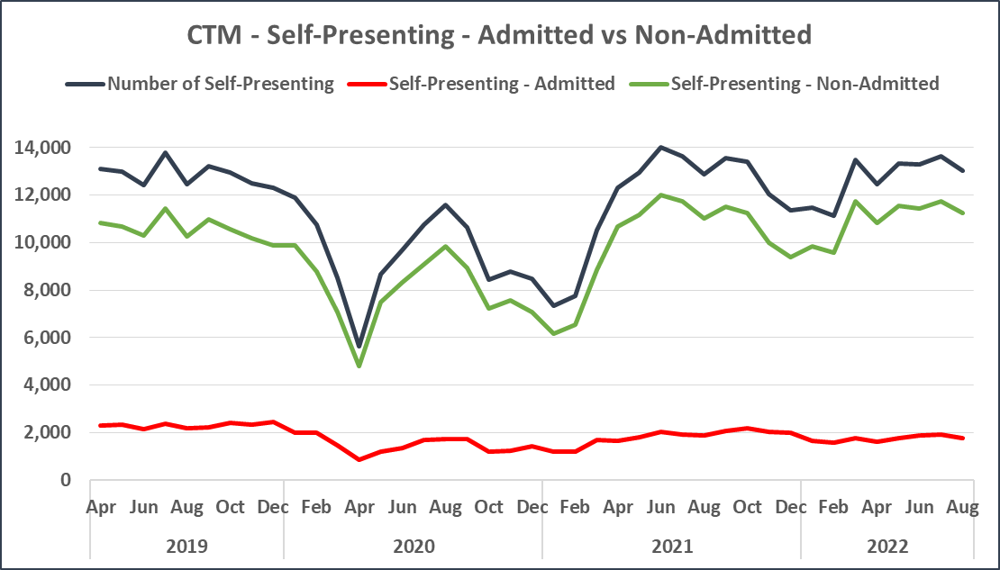 CTM - Self-Presenting - Admitted vs Non-Admitted
Number of Self-Presenting Self-Presenting - Admitted Self-Presenting - Non-Admitted
14,000
12,000
10,000
8,000
6,000
4,000
2,000
0
Apr Jun Aug Oct Dec Feb Apr Jun Aug Oct Dec Feb Apr Jun Aug Oct Dec Feb Apr Jun Aug
2019 2020 2021 2022